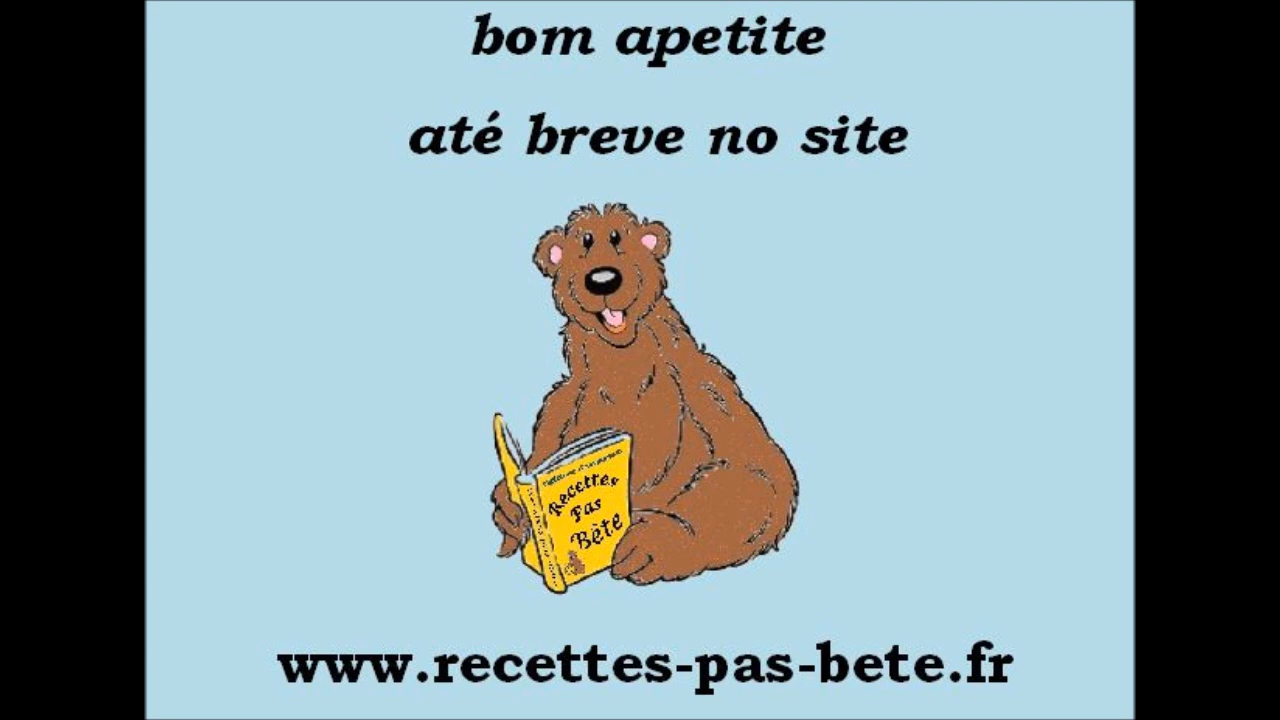 bom apetite
até breve no site
Recettes
Pas
Bête
www.recettes-pas-bete.fr